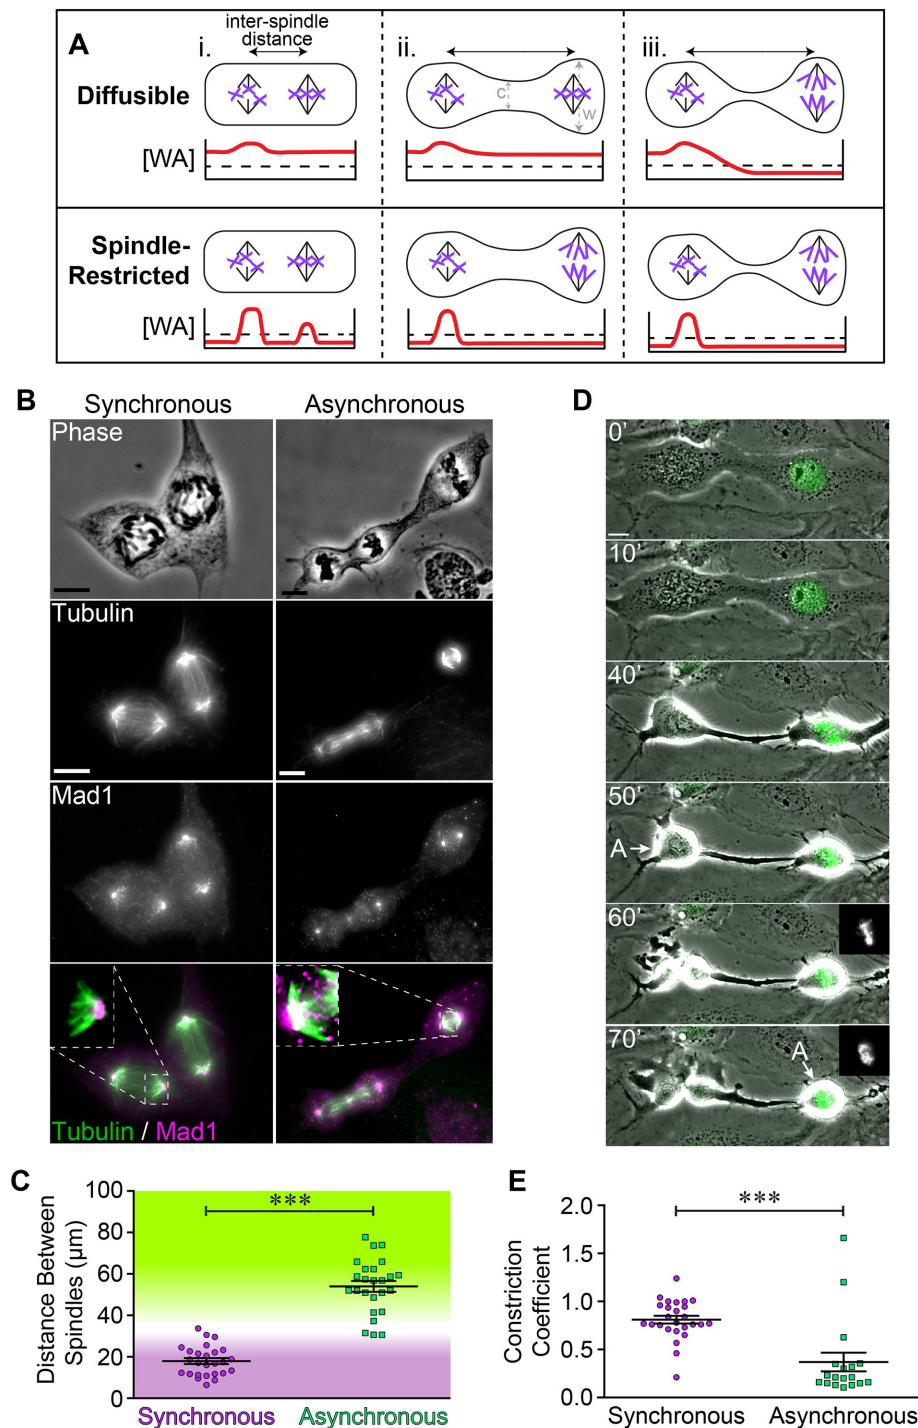 A
i.
inter-spindle
distance
ii.
iii.
Diffusible
c
w
[WA]
Spindle-
Restricted
[WA]
B
Synchronous
Asynchronous
Phase
Tubulin
Mad1
Tubulin / Mad1
D
0'
10'
40'
50'
A
60'
70'
A
C
Distance Between
Spindles (µm)
100
80
60
40
20
0
***
Synchronous
Asynchronous
E
Constriction
Coefficient
2.0
1.5
1.0
0.5
0.0
***
Synchronous
Asynchronous